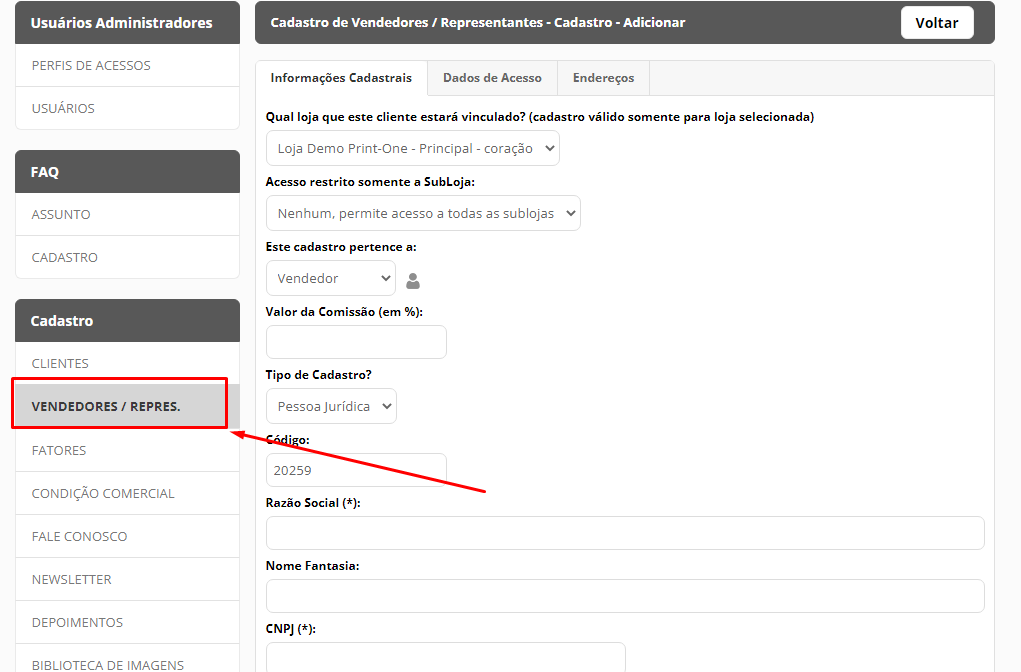 Usuários Administradores
PERFIS DE ACESSOS
USUÁRIOS
FAQ
ASSUNTO
CADASTRO
Cadastro
CLIENTES
VENDEDORES / REPRES.
FATORES
CONDIÇÃO COMERCIAL
FALE CONOSCO
NEWSLETTER
DEPOIMENTOS
BIBLIOTECA DE IMAGENS
Cadastro de Vendedores / Representantes - Cadastro - Adicionar
Voltar
Informações Cadastrais
Dados de Acesso
Endereços
Qual loja que este cliente estará vinculado? (cadastro válido somente para loja selecionada)
Loja Demo Print-One - Principal - coração
Acesso restrito somente a SubLoja:
Nenhum, permite acesso a todas as sublojas
Este cadastro pertence a:
Vendedor
Valor da Comissão (em %):
Tipo de Cadastro?
Pessoa Jurídica
Código:
20259
Razão Social (*):
Nome Fantasia:
CNPJ (*):